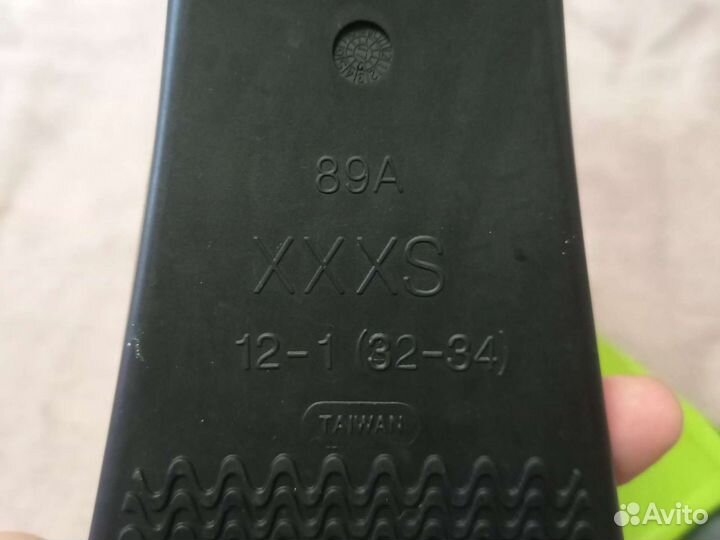 89A
XXXS
12-1 (32-34)
TAIWAN
Avito